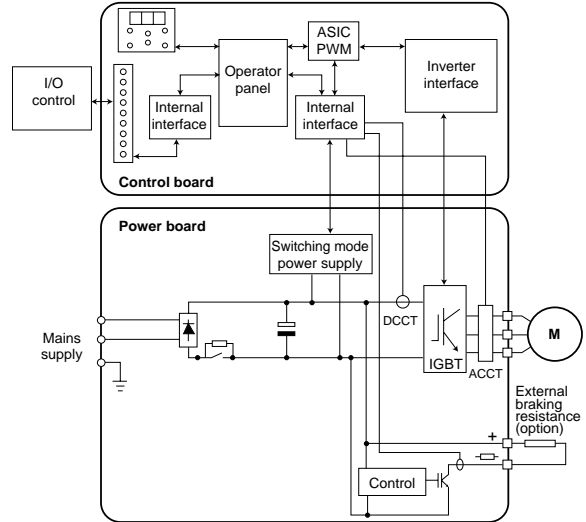 I/O
control
Operator
panel
ASIC
PWM
Inverter
interface
Internal
interface
Internal
interface
Control board
Power board
Switching mode
power supply
DCCT
IGBT
ACCT
M
Mains
supply
External
braking
resistance
(option)
+
Control